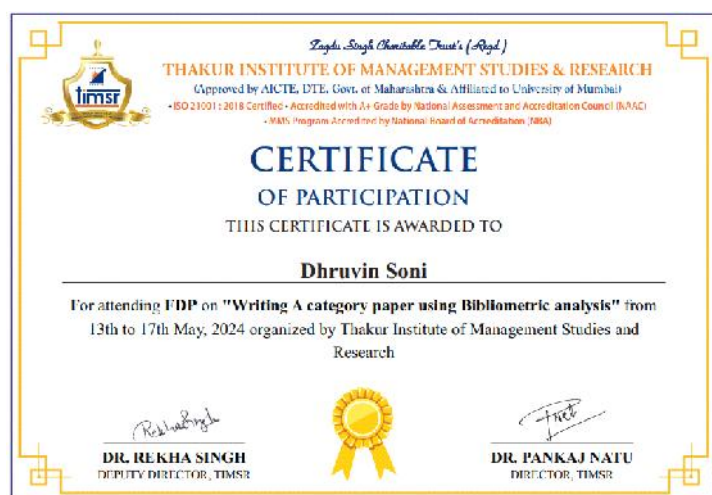 Zagdu Singh Charitable Trust's (Regd.)
THAKUR INSTITUTE OF MANAGEMENT STUDIES & RESEARCH
(Approved by AICTE, DTE, Govt. of Maharashtra & Affiliated to University of Mumbai)
• ISO 21001 : 2018 Certified • Accredited with A+ Grade by National Assessment and Accreditation Council (NAAC)
• MMS Program Accredited by National Board of Accreditation (NBA)
timsr
CERTIFICATE
OF PARTICIPATION
THIS CERTIFICATE IS AWARDED TO
Dhruvin Soni
For attending FDP on "Writing A category paper using Bibliometric analysis" from
13th to 17th May, 2024 organized by Thakur Institute of Management Studies and
Research
DR. REKHA SINGH
DEPUTY DIRECTOR, TIMSR
DR. PANKAJ NATU
DIRECTOR, TIMSR